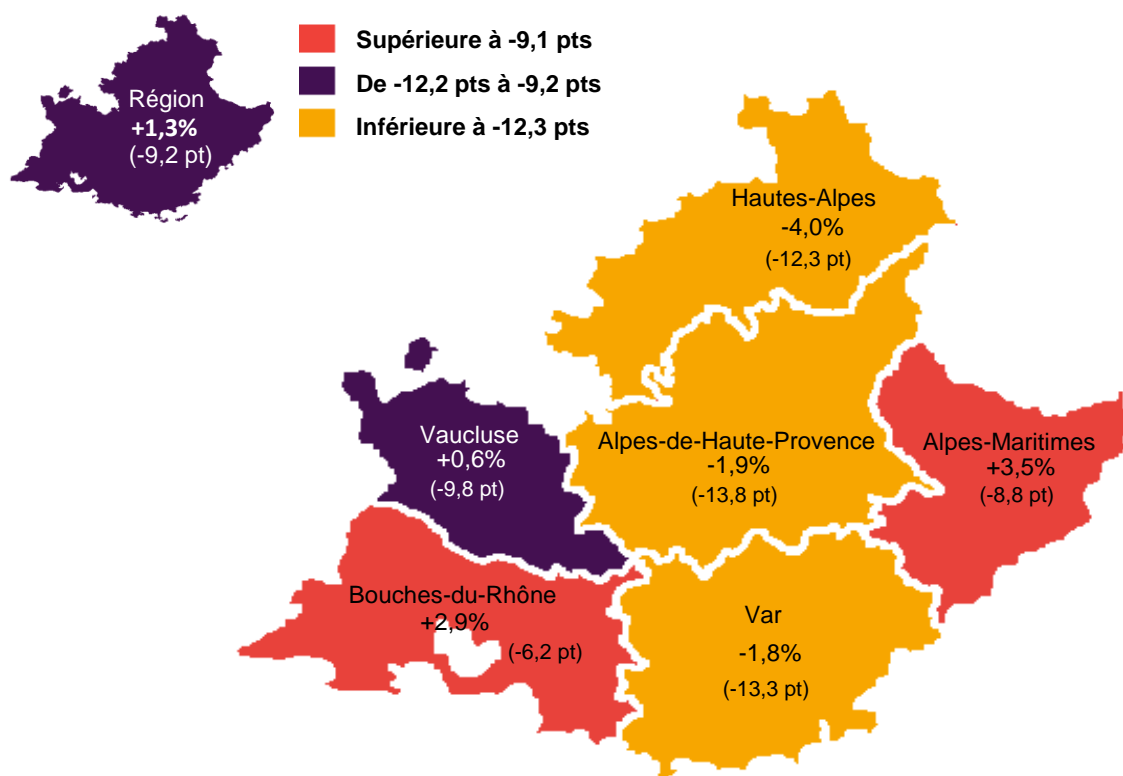 Région
+1,3%
(-9,2 pt)
Supérieure à -9,1 pts
De -12,2 pts à -9,2 pts
Inférieure à -12,3 pts
Hautes-Alpes
-4,0%
(-12,3 pt)
Vaucluse
+0,6%
(-9,8 pt)
Alpes-de-Haute-Provence
-1,9%
(-13,8 pt)
Alpes-Maritimes
+3,5%
(-8,8 pt)
Bouches-du-Rhône
+2,9%
(-6,2 pt)
Var
-1,8%
(-13,3 pt)